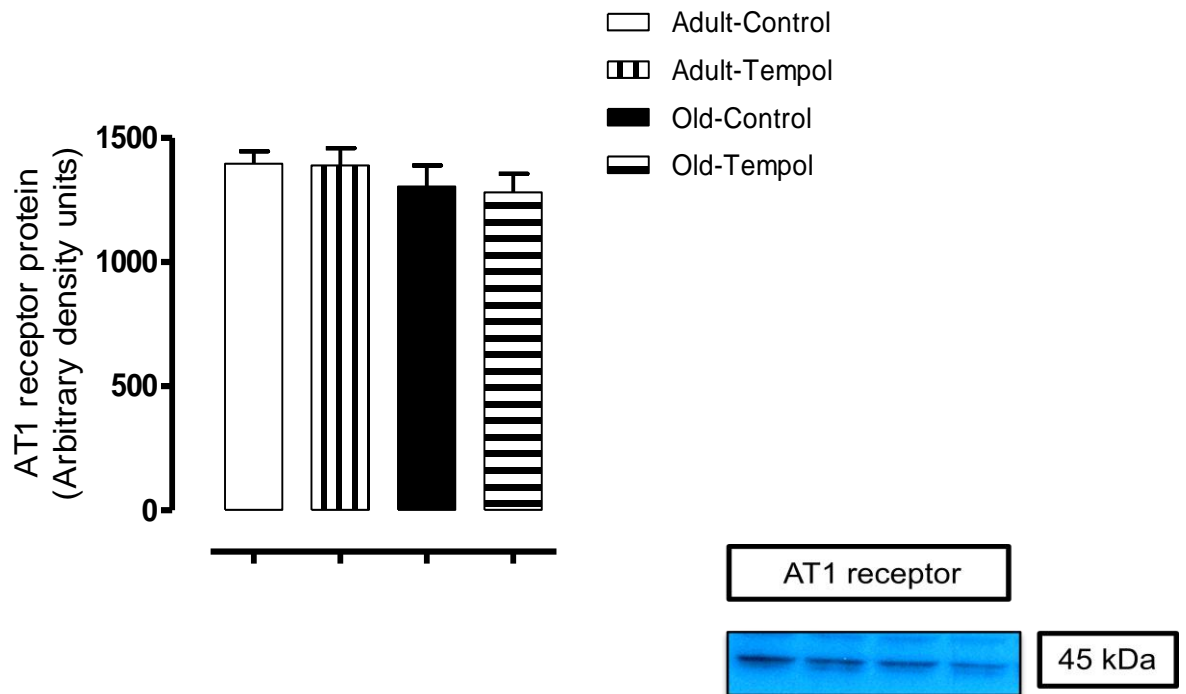 Adult-Control
Adult-Tempol
Old-Control
Old-Tempol
AT1 receptor protein
(Arbitrary density units)
1500
1000
500
0
AT1 receptor
45 kDa